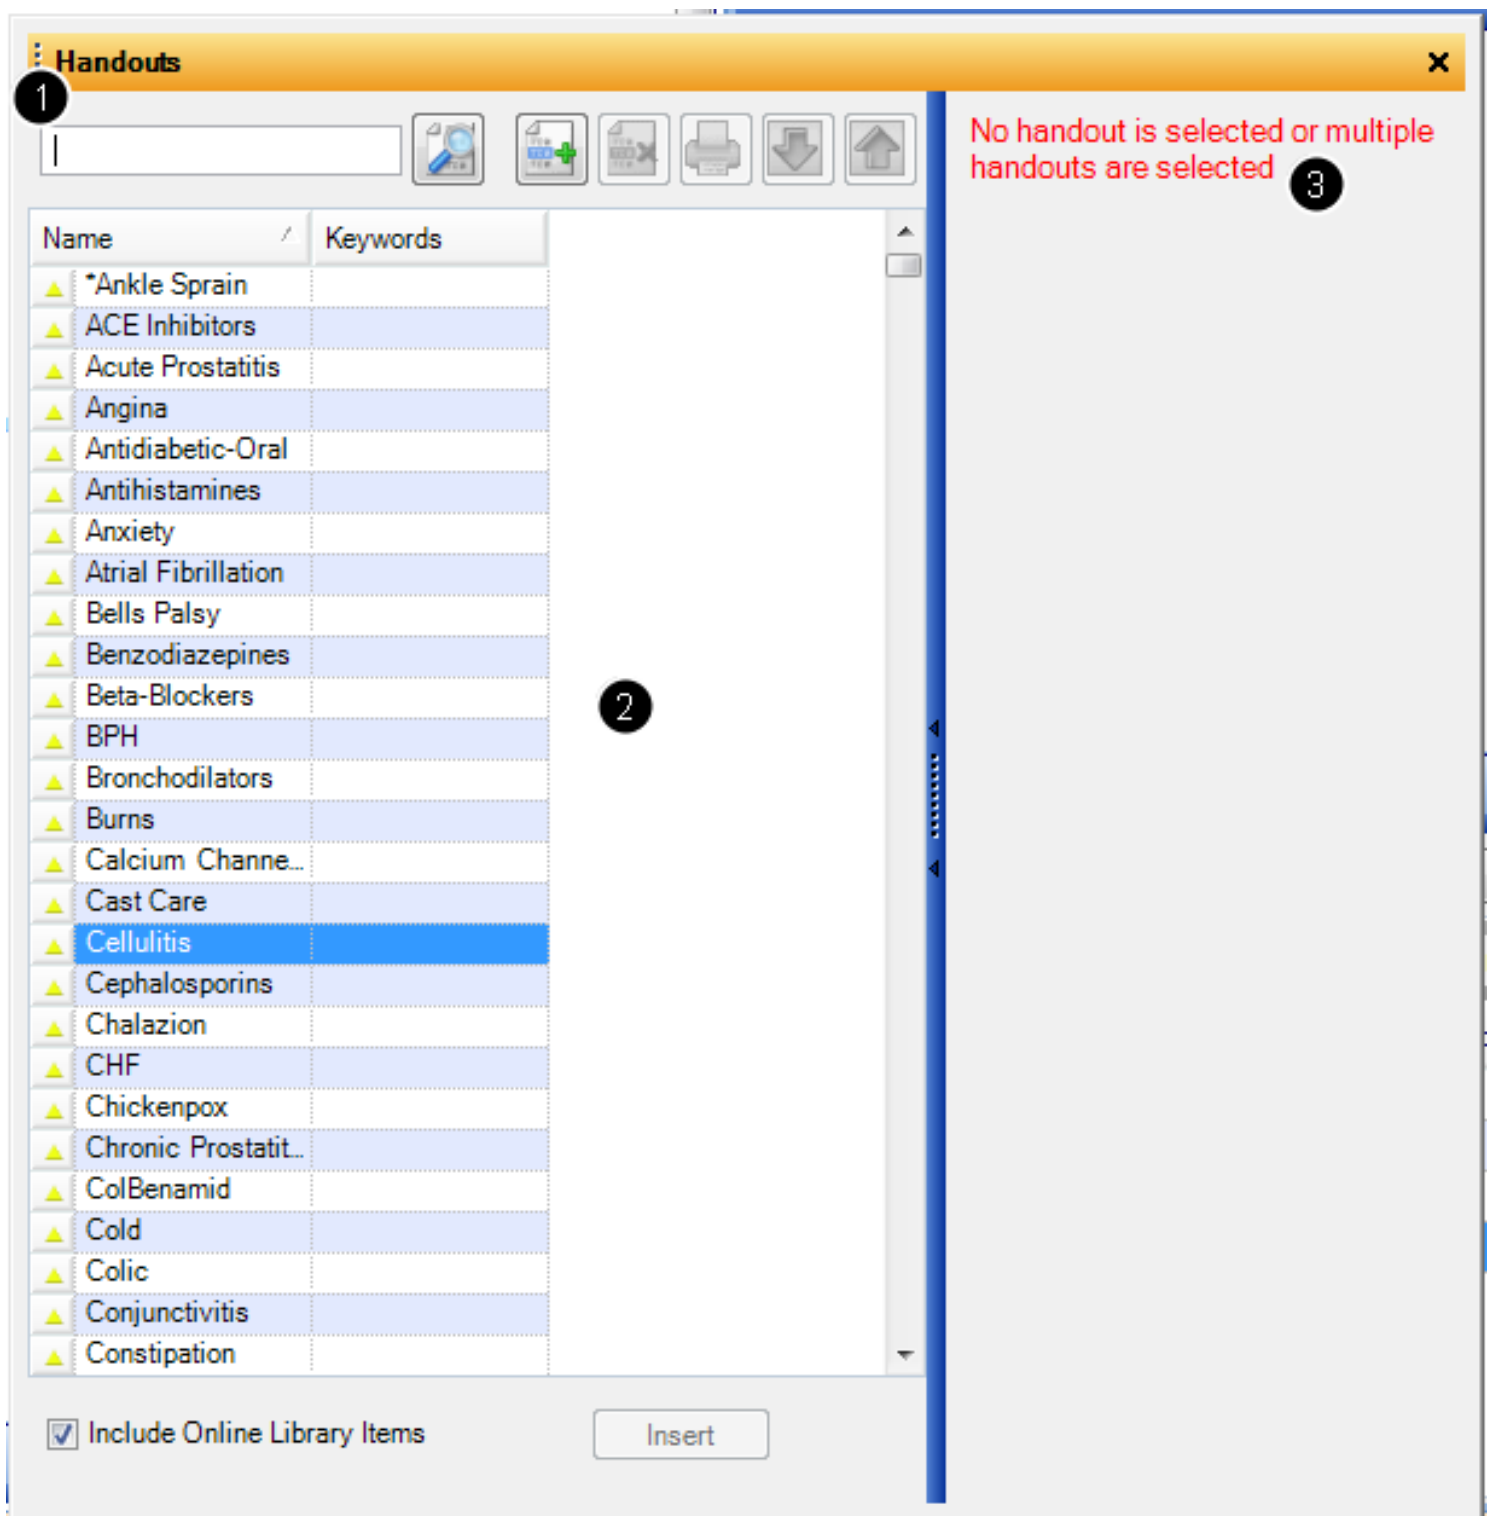 Handouts
1
No handout is selected or multiple
handouts are selected
3
Name Keywords
*Ankle Sprain
ACE Inhibitors
Acute Prostatitis
Angina
Antidiabetic-Oral
Antihistamines
Anxiety
Atrial Fibrillation
Bells Palsy
Benzodiazepines
Beta-Blockers
2
BPH
Bronchodilators
Burns
Calcium Channe...
Cast Care
Cellulitis
Cephalosporins
Chalazion
CHF
Chickenpox
Chronic Prostatit...
ColBenamid
Cold
Colic
Conjunctivitis
Constipation
Include Online Library Items Insert